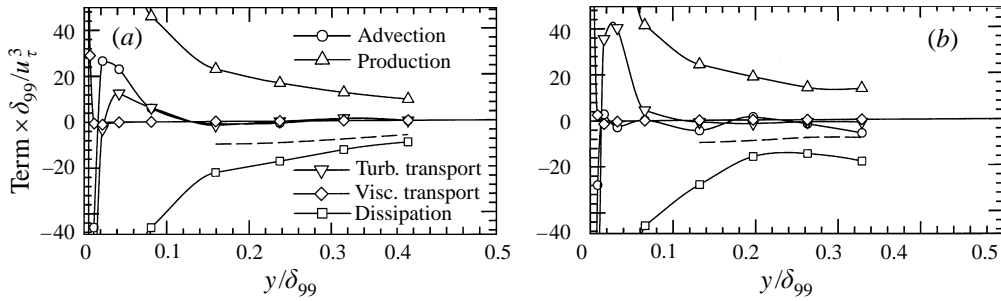 40
20
0
−20
−40
Term × δ99/uτ^3
(a)
Advection
Production
Turb. transport
Visc. transport
Dissipation
0
0.1
0.2
0.3
0.4
0.5
y/δ99
40
20
0
−20
−40
(b)
0
0.1
0.2
0.3
0.4
0.5
y/δ99